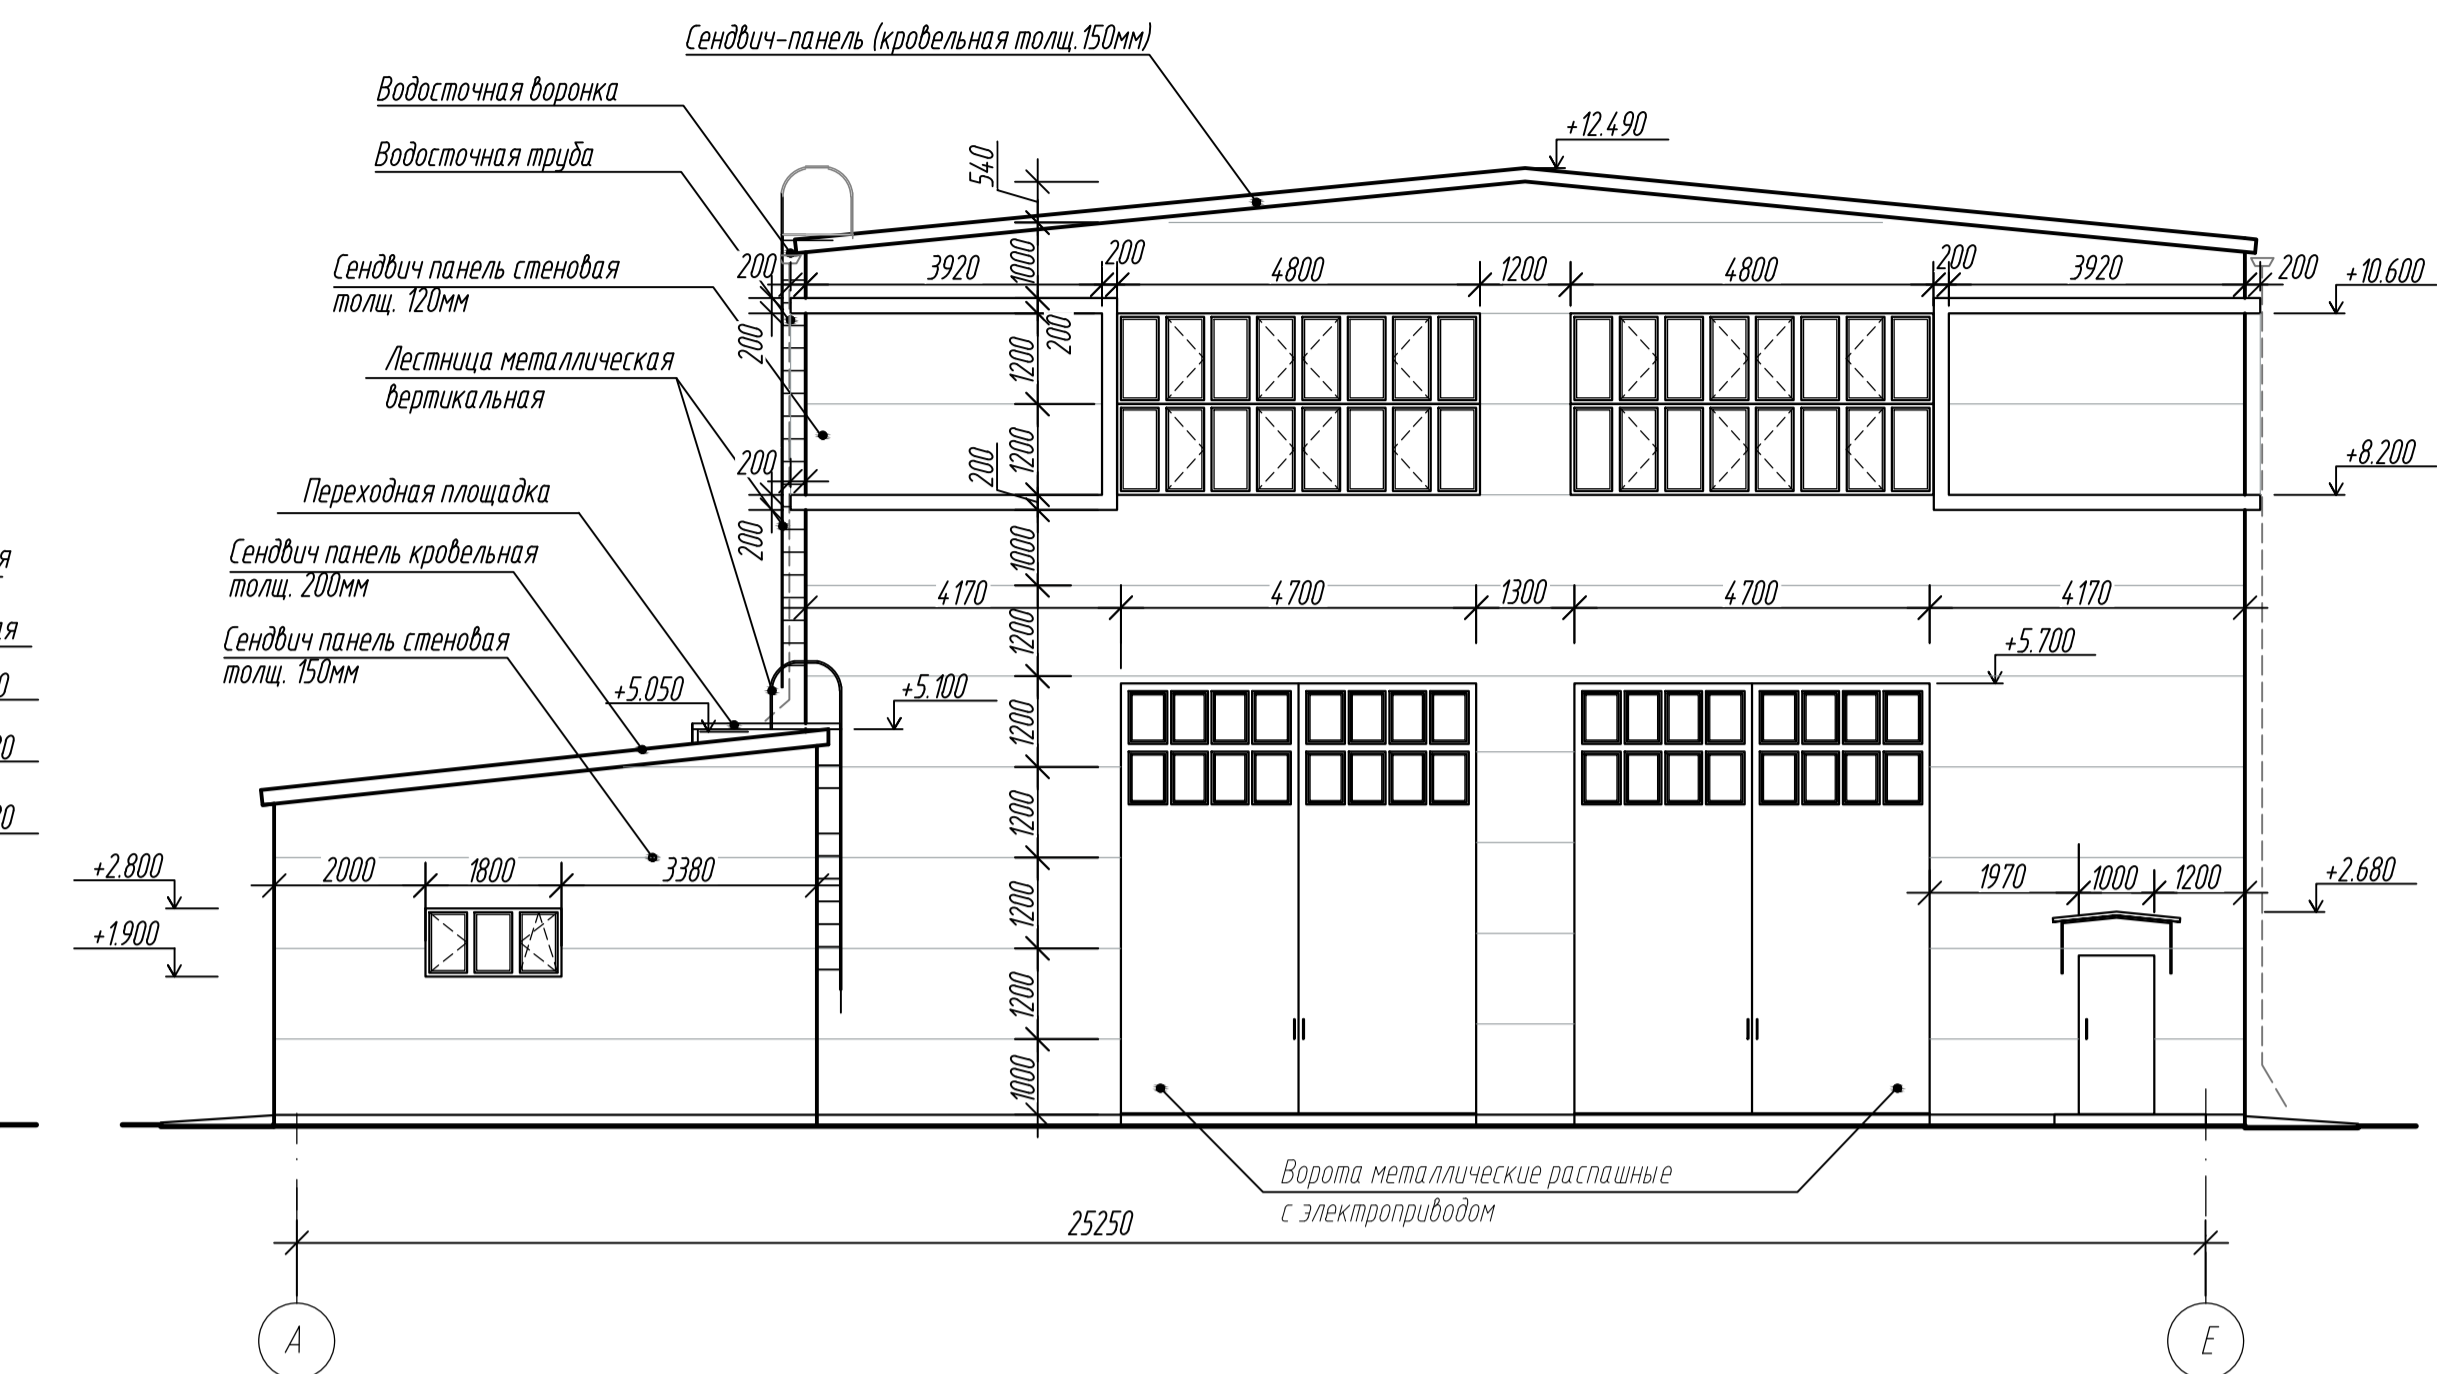 Сендвич-панель (кровельная толщ.150мм)
Водосточная воронка
+12.490
Водосточная труба
540
Сендвич панель стеновая
толщ. 120мм
200
3920
1000
200
4800
1200
4800
200
3920
200
+10.600
200
1200
200
Лестница металлическая
вертикальная
200
200
1200
+8.200
Переходная площадка
200
1000
Сендвич панель кровельная
толщ. 200мм
4170
4700
1300
4700
4170
Сендвич панель стеновая
толщ. 150мм
1200
+5.700
+5.050
+5.100
1200
1200
+2.800
2000
1800
3380
1970
1000
1200
+2.680
+1.900
1200
1200
1000
Ворота металлические распашные
с электроприводом
25250
А
Е